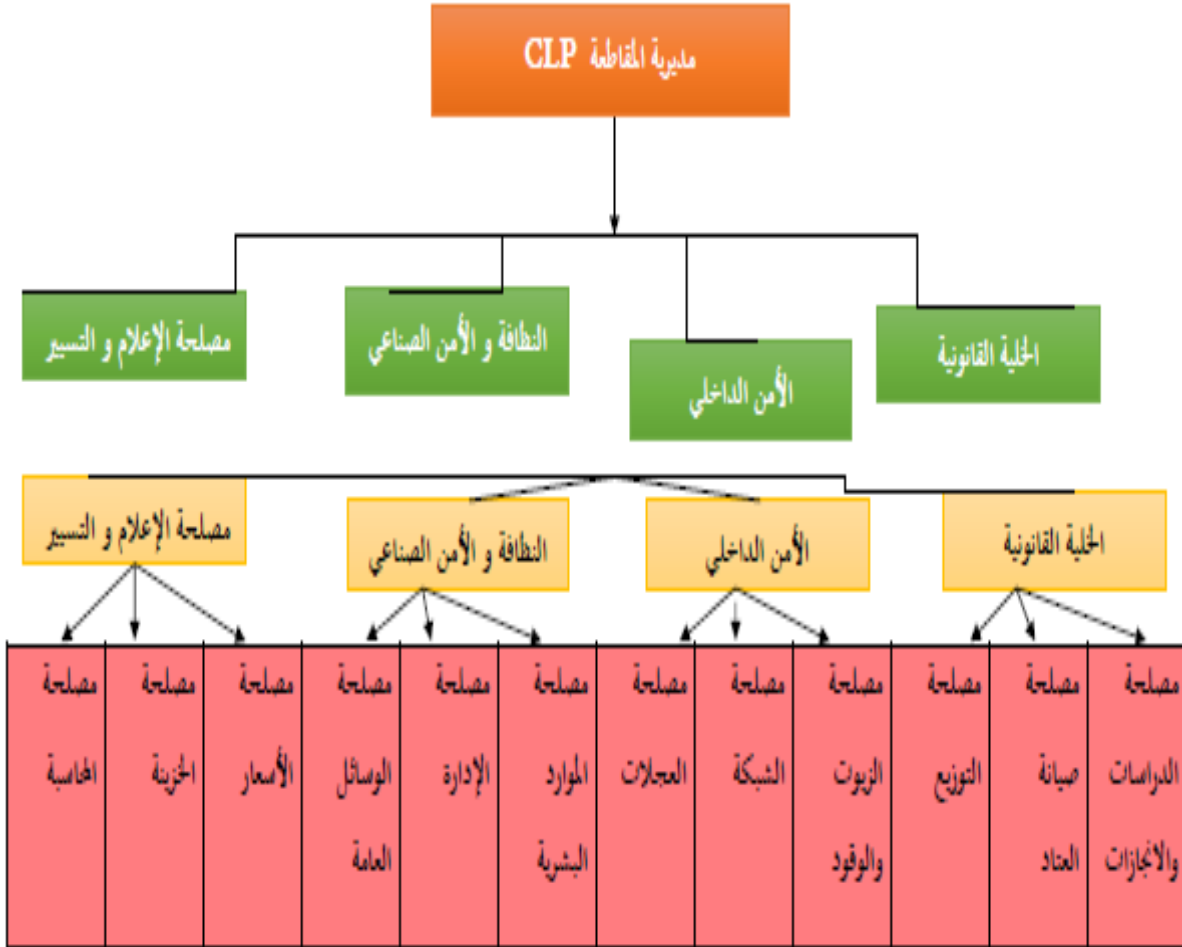 مديرية المقاطعة CLP
الخلية القانونية
الأمن الداخلي
النظافة و الأمن الصناعي
مصلحة الإعلام و التسيير
الخلية القانونية
الأمن الداخلي
النظافة و الأمن الصناعي
مصلحة الإعلام و التسيير
مصلحة
الدراسات
والانجازات
مصلحة
صيانة
العتاد
مصلحة
التوزيع
مصلحة
الزيوت
والوقود
مصلحة
الشبكة
مصلحة
العجلات
مصلحة
الموارد
البشرية
مصلحة
الإدارة
مصلحة
الوسائل
العامة
مصلحة
الأسعار
مصلحة
الخزينة
مصلحة
المحاسبة